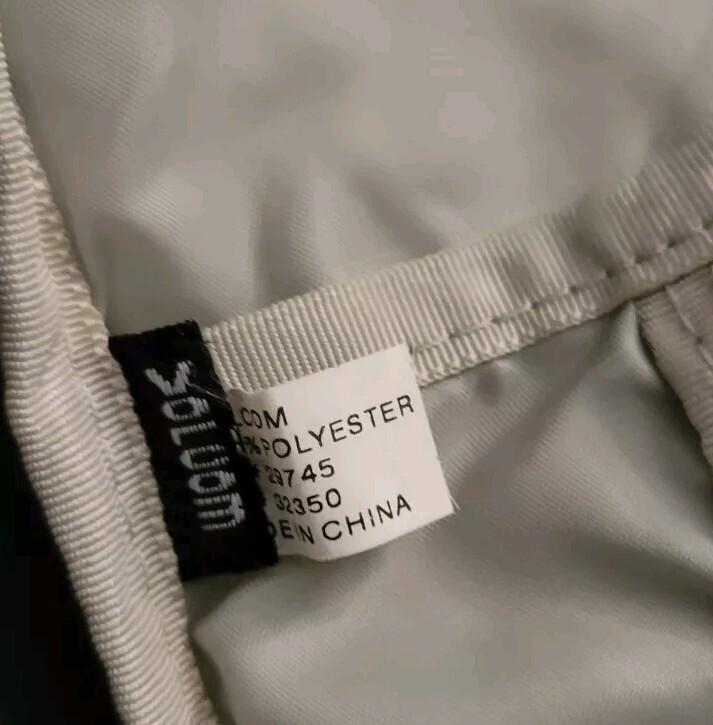 Volcom
LCOM
% POLYESTER
29745
# 32350
DE IN CHINA